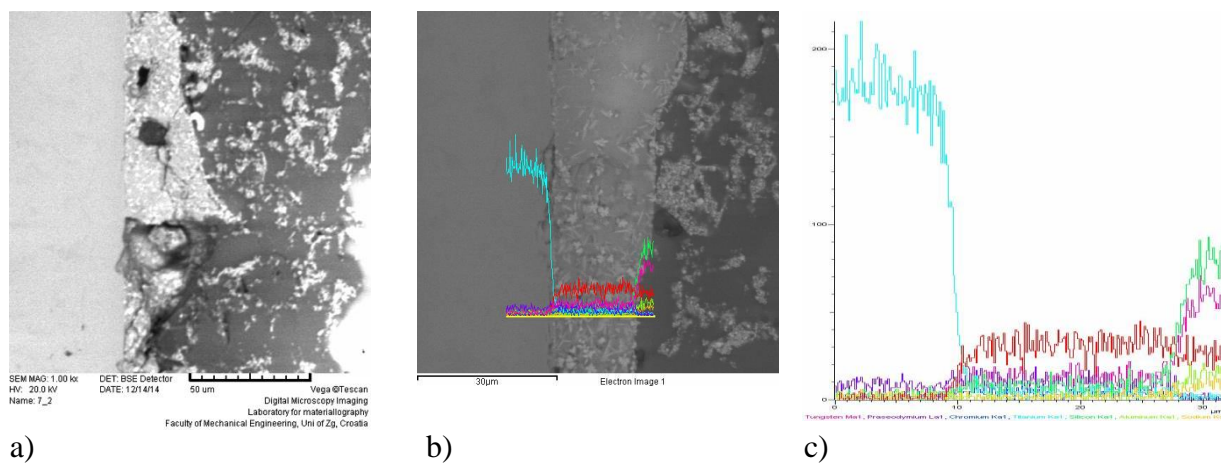 SEM MAG: 1.00 kx DET: BSE Detector
HV: 20.0 kV DATE: 12/14/14 50 um Vega ©Tescan
Name: 7_2 Digital Microscopy Imaging
Laboratory for materiallography
Faculty of Mechanical Engineering, Uni of Zg, Croatia
a)
30µm Electron Image 1
b)
200
100
0
0 10 20 30
µm
Tungsten Ma1, Praseodymium La1, Chromium Ka1, Titanium Ka1, Silicon Ka1, Aluminum Ka1, Sodium
c)